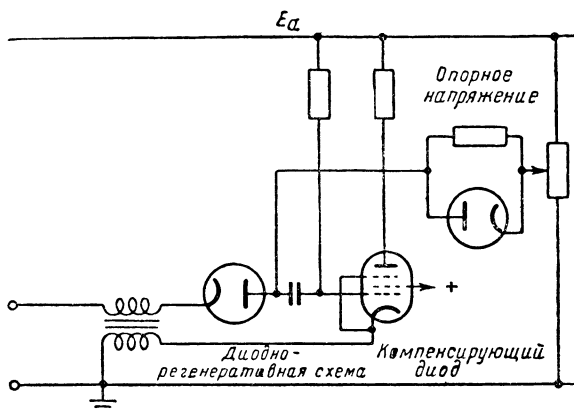 Ea
Опорное
напряжение
+
Диодно-
регенеративная схема
Компенсирующий
диод